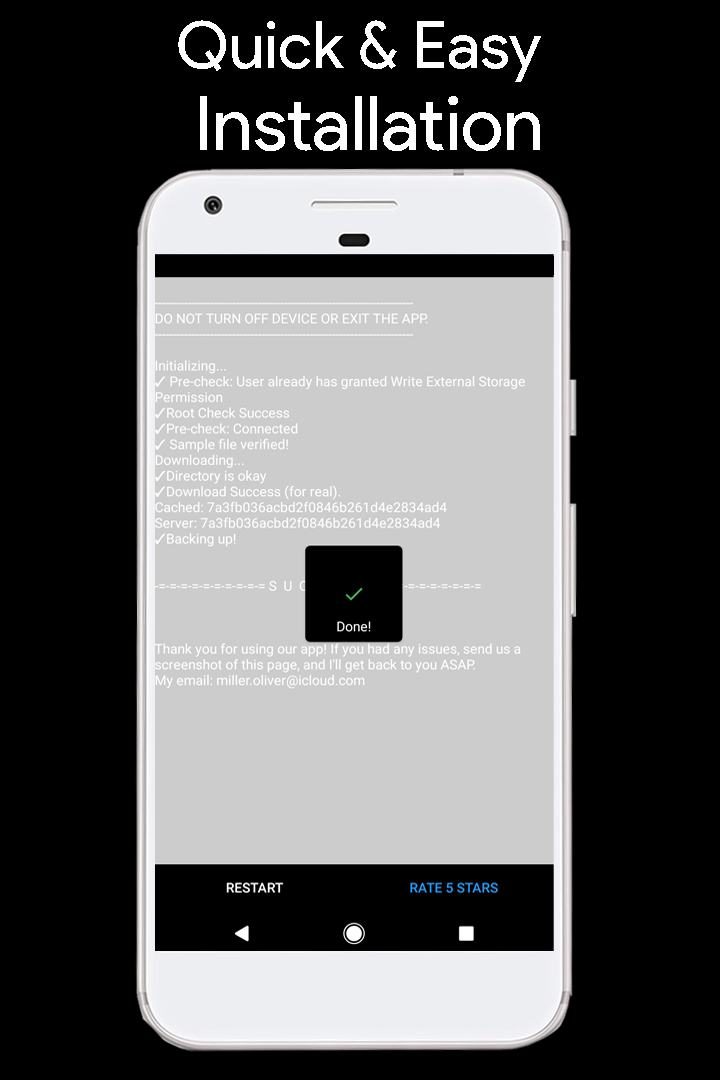 Quick & Easy
Installation
DO NOT TURN OFF DEVICE OR EXIT THE APP.
Initializing...
✓ Pre-check: User already has granted Write External Storage
Permission
✓Root Check Success
✓Pre-check: Connected
✓ Sample file verified!
Downloading...
✓Directory is okay
✓Download Success (for real).
Cached: 7a3fb036acbd2f0846b261d4e2834ad4
Server: 7a3fb036acbd2f0846b261d4e2834ad4
✓Backing up!
-=-=-=-=-=-=-=-=-=-= S U C -=-=-=-=-=-=-=
Done!
Thank you for using our app! If you had any issues, send us a
screenshot of this page, and I'll get back to you ASAP.
My email: miller.oliver@icloud.com
RESTART
RATE 5 STARS